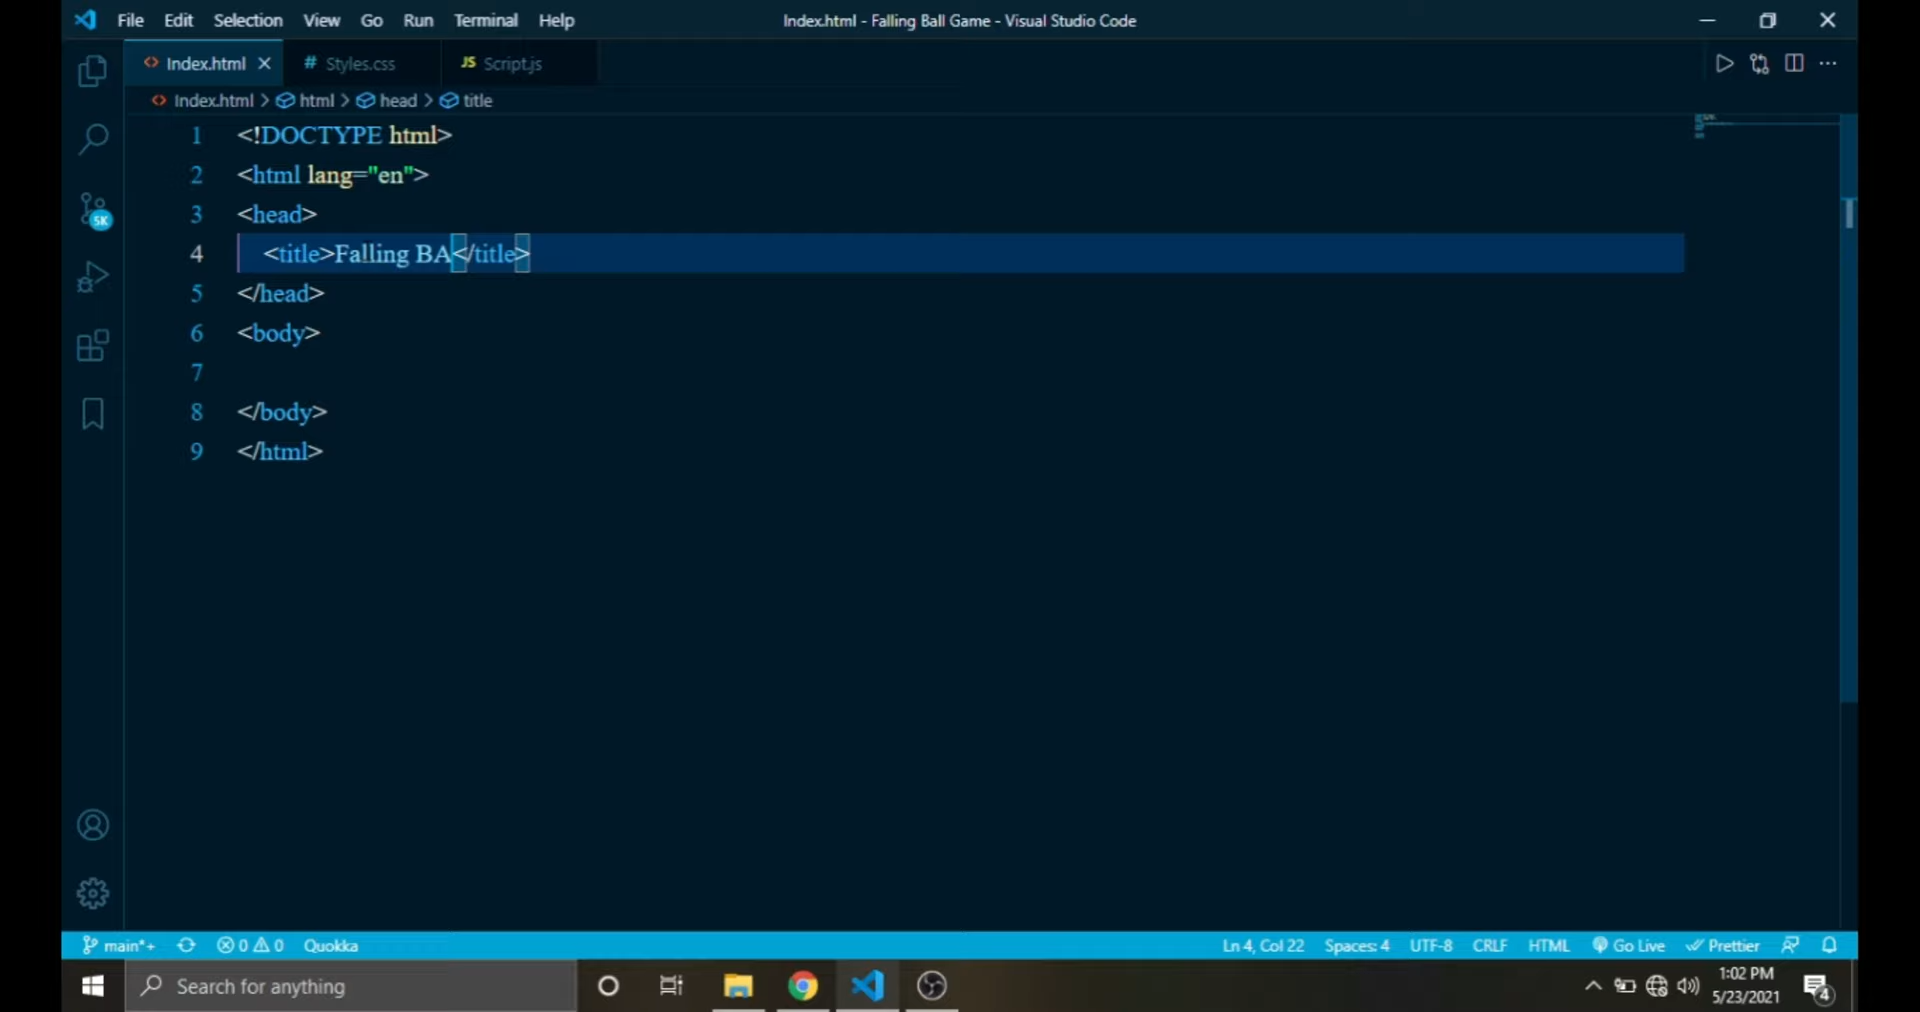 File Edit Selection View Go Run Terminal Help Index.html - Falling Ball Game - Visual Studio Code
<> Index.html # Styles.css JS Script.js
<> Index.html > html > head > title
1 <!DOCTYPE html>
2 <html lang="en">
3 <head>
4 <title>Falling BA</title>
5 </head>
6 <body>
7
8 </body>
9 </html>
5K
main*+ 0 0 Quokka Ln 4, Col 22 Spaces: 4 UTF-8 CRLF HTML Go Live Prettier
Search for anything 1:02 PM
5/23/2021 4